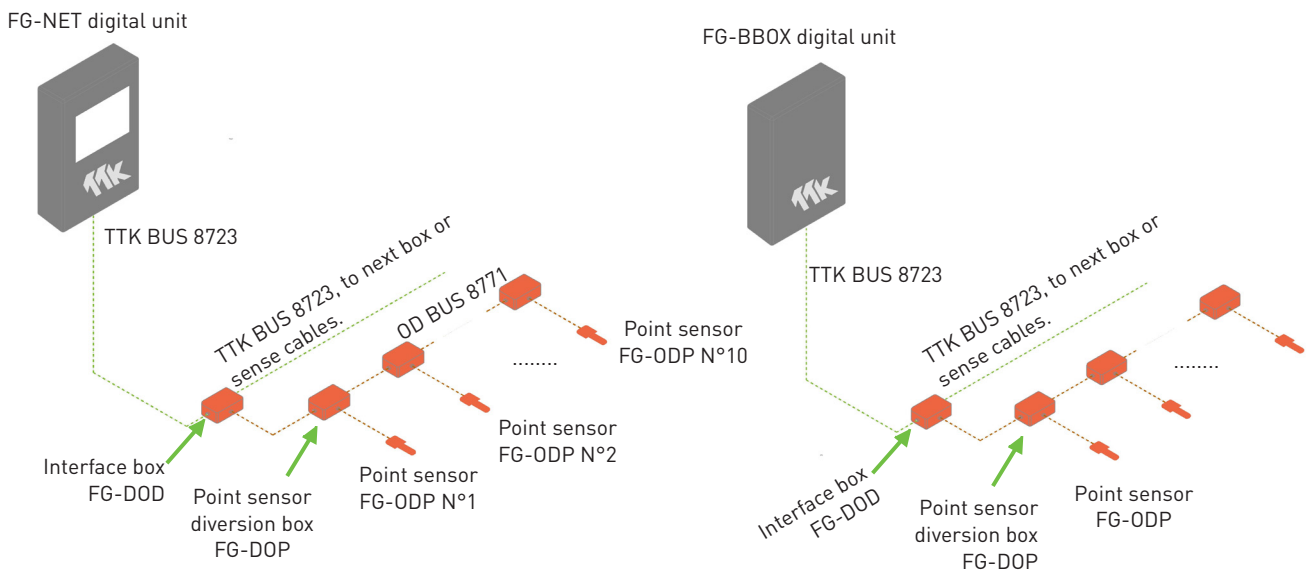 FG-NET digital unit
TTK
TTK BUS 8723
TTK BUS 8723, to next box or
sense cables.
OD BUS 8771
Point sensor
FG-ODP N°10
........
Point sensor
FG-ODP N°2
Point sensor
FG-ODP N°1
Interface box
FG-DOD
Point sensor
diversion box
FG-DOP
FG-BBOX digital unit
TTK
TTK BUS 8723
TTK BUS 8723, to next box or
sense cables.
........
Interface box
FG-DOD
Point sensor
FG-ODP
Point sensor
diversion box
FG-DOP